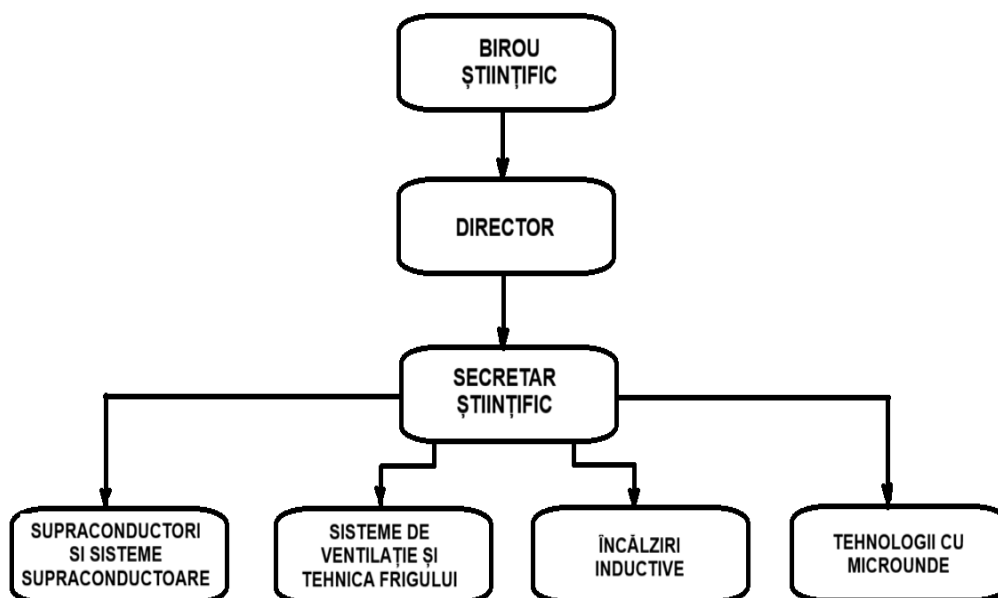 BIROU
ȘTIINȚIFIC
DIRECTOR
SECRETAR
ȘTIINȚIFIC
SUPRACONDUCTORI
SI SISTEME
SUPRACONDUCTOARE
SISTEME DE
VENTILAȚIE ȘI
TEHNICA FRIGULUI
ÎNCĂLZIRI
INDUCTIVE
TEHNOLOGII CU
MICROUNDE